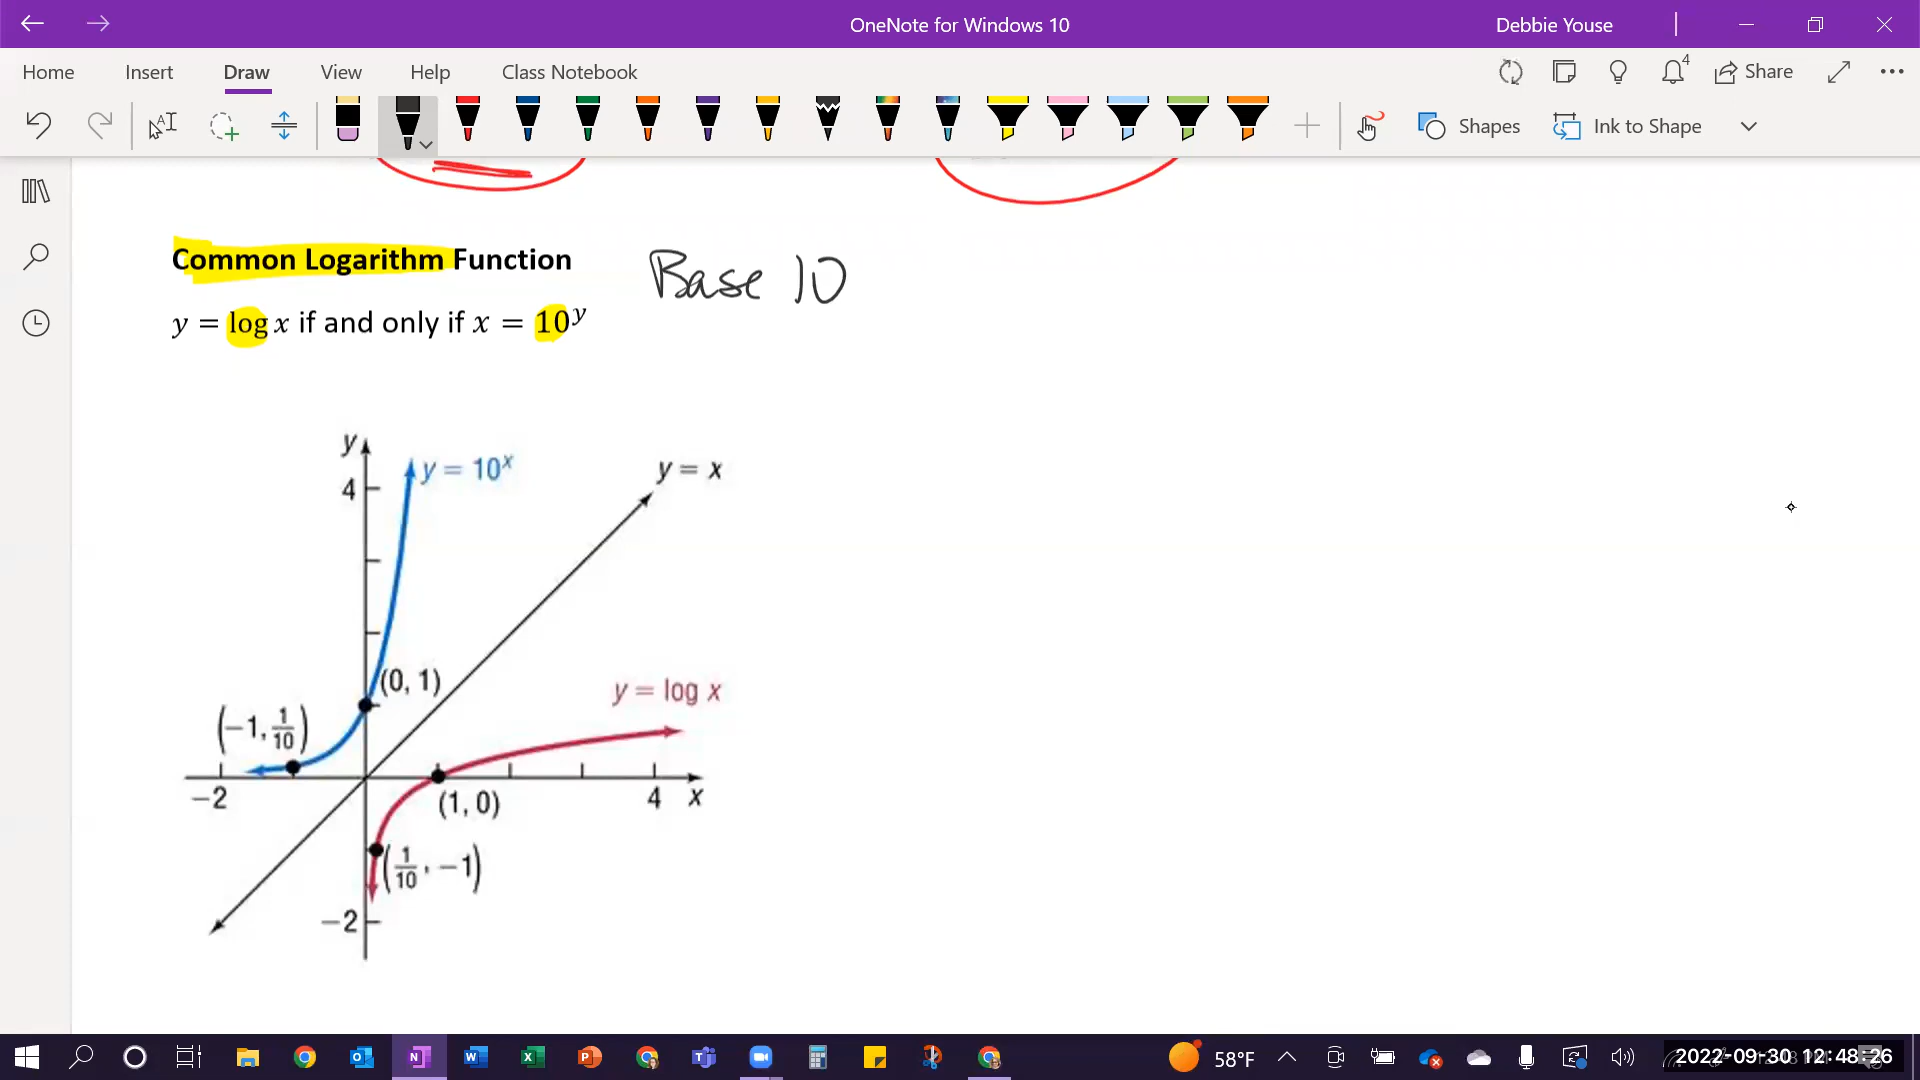 OneNote for Windows 10
Debbie Youse
Home Insert Draw View Help Class Notebook
4
Share
Shapes
Ink to Shape
Common Logarithm Function
Base 10
y = log x if and only if x = 10^y
y
4
y = 10^x
y = x
(0, 1)
(-1, 1/10)
y = log x
-2
(1, 0)
4
x
(1/10, -1)
-2
58°F
2022-09-30 12:48:26